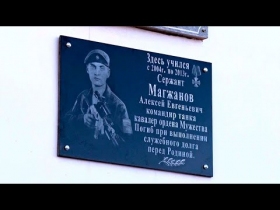 Здесь учился
с 2004г. по 2013г.
Сержант
Магжанов
Алексей Евгеньевич
командир танка
кавалер ордена Мужества
Погиб при выполнении
служебного долга
перед Родиной.